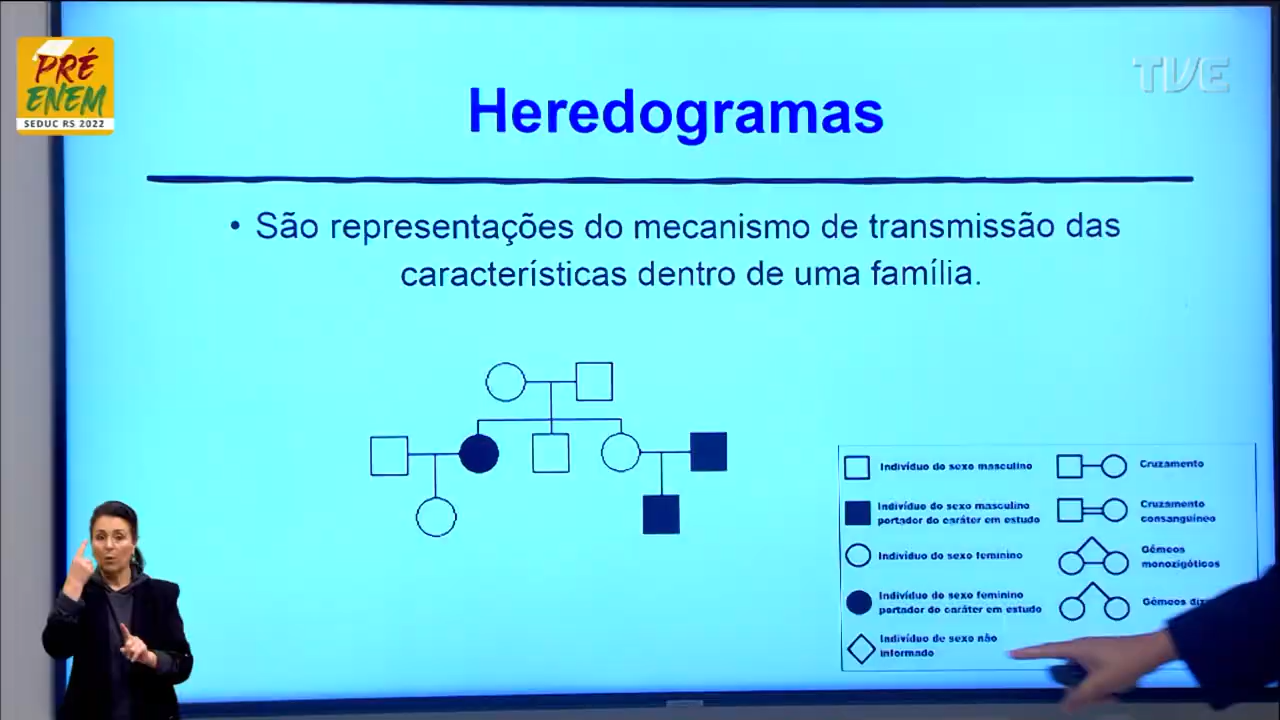 PRÉ
ENEM
SEDUC RS 2022
TVE
Heredogramas
• São representações do mecanismo de transmissão das
características dentro de uma família.
Indivíduo do sexo masculino
Indivíduo do sexo masculino
portador do caráter em estudo
Indivíduo do sexo feminino
Indivíduo do sexo feminino
portador do caráter em estudo
Indivíduo de sexo não
informado
Cruzamento
Cruzamento
consanguíneo
Gêmeos
monozigóticos
Gêmeos